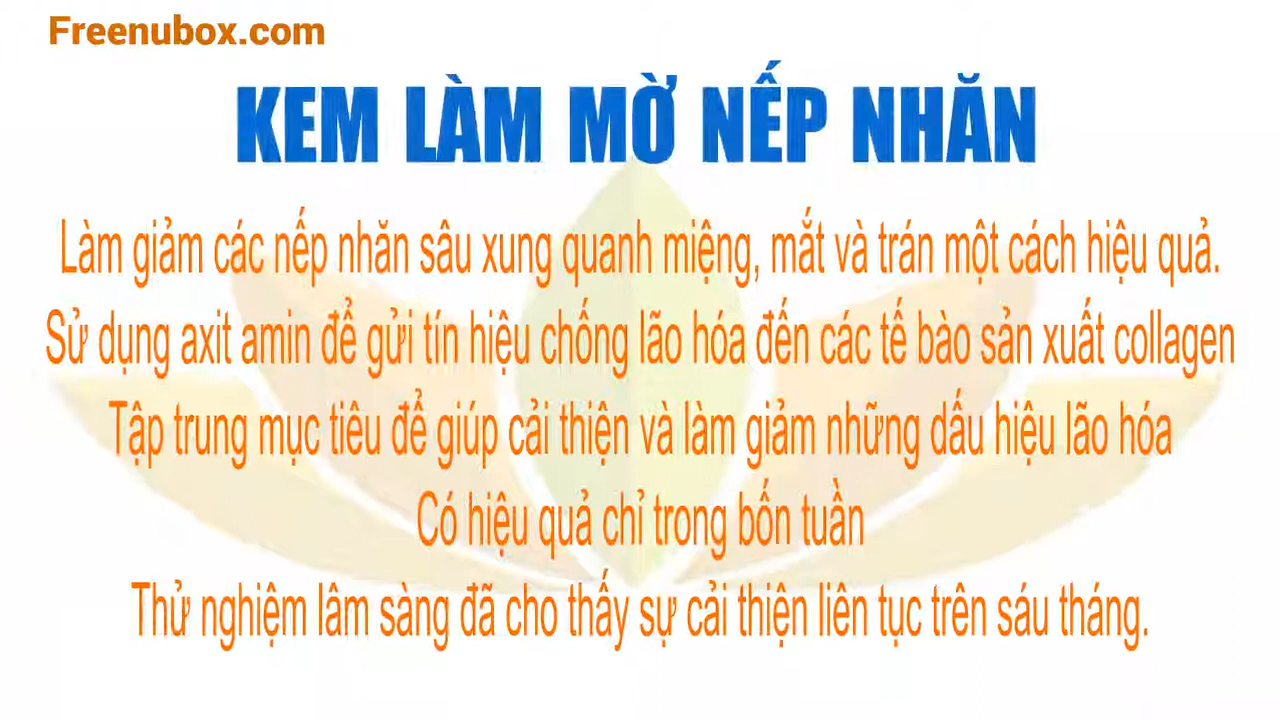 Freenubox.com
KEM LÀM MỜ NẾP NHĂN
Làm giảm các nếp nhăn sâu xung quanh miệng, mắt và trán một cách hiệu quả.
Sử dụng axit amin để gửi tín hiệu chống lão hóa đến các tế bào sản xuất collagen
Tập trung mục tiêu để giúp cải thiện và làm giảm những dấu hiệu lão hóa
Có hiệu quả chỉ trong bốn tuần
Thử nghiệm lâm sàng đã cho thấy sự cải thiện liên tục trên sáu tháng.